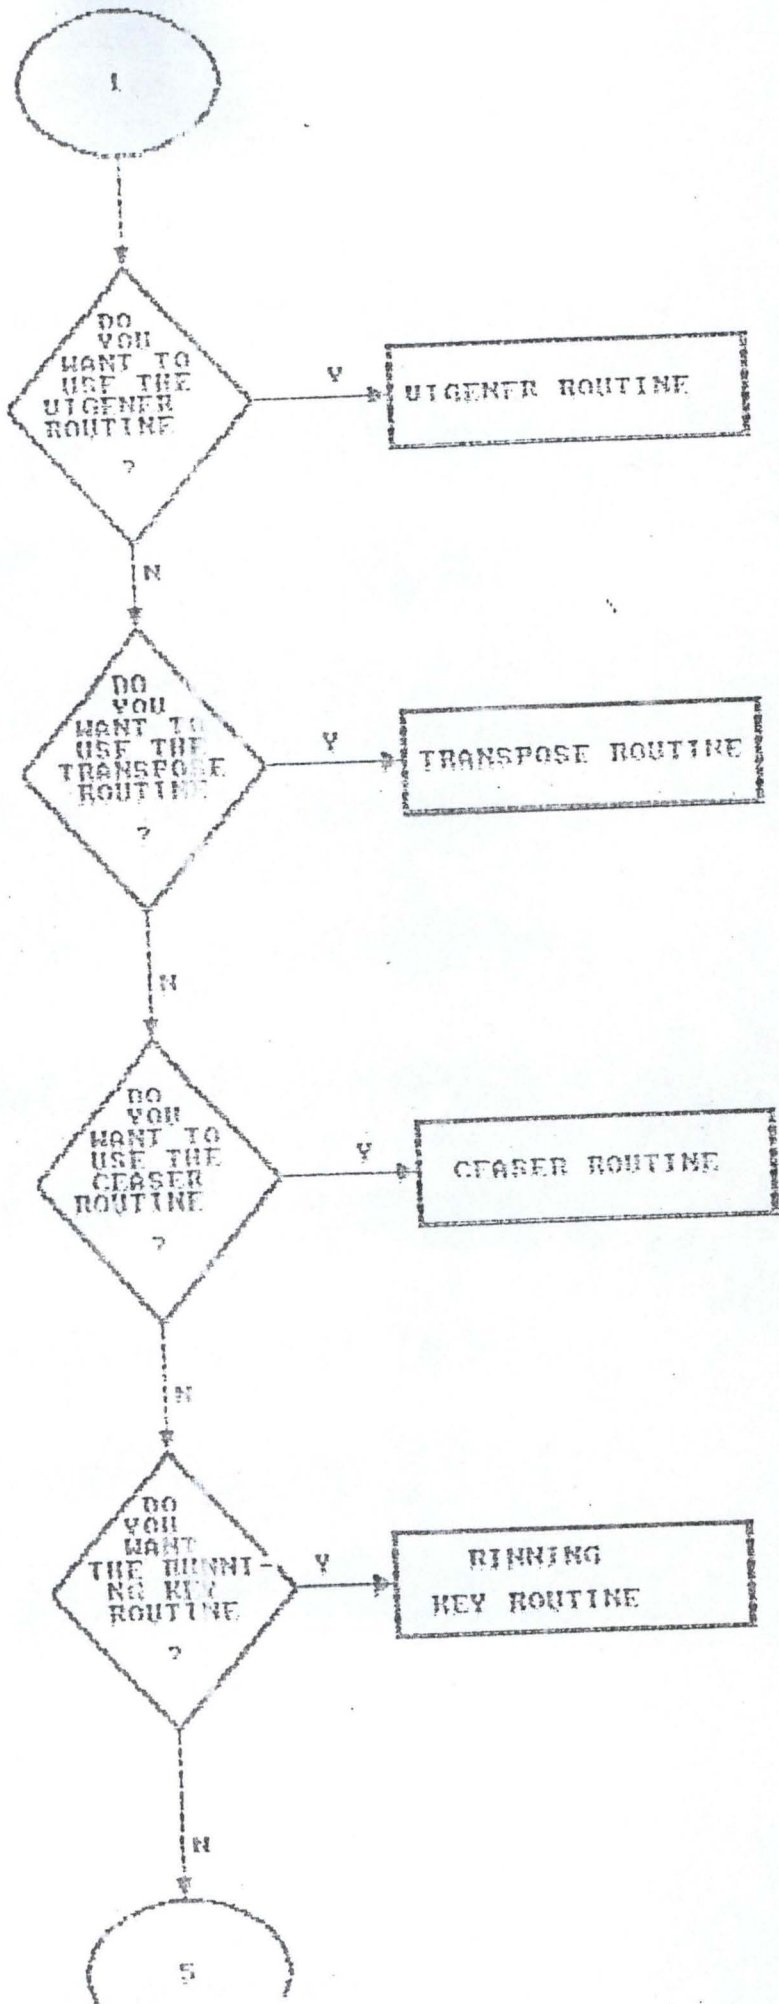 1
DO
YOU
WANT TO
USE THE
VIGENER
ROUTINE
?
Y
VIGENER ROUTINE
N
DO
YOU
WANT TO
USE THE
TRANSPOSE
ROUTINE
?
Y
TRANSPOSE ROUTINE
N
DO
YOU
WANT TO
USE THE
CEASER
ROUTINE
?
Y
CEASER ROUTINE
N
DO
YOU
WANT
THE RUNNI-
NG KEY
ROUTINE
?
Y
RINNING
KEY ROUTINE
N
5